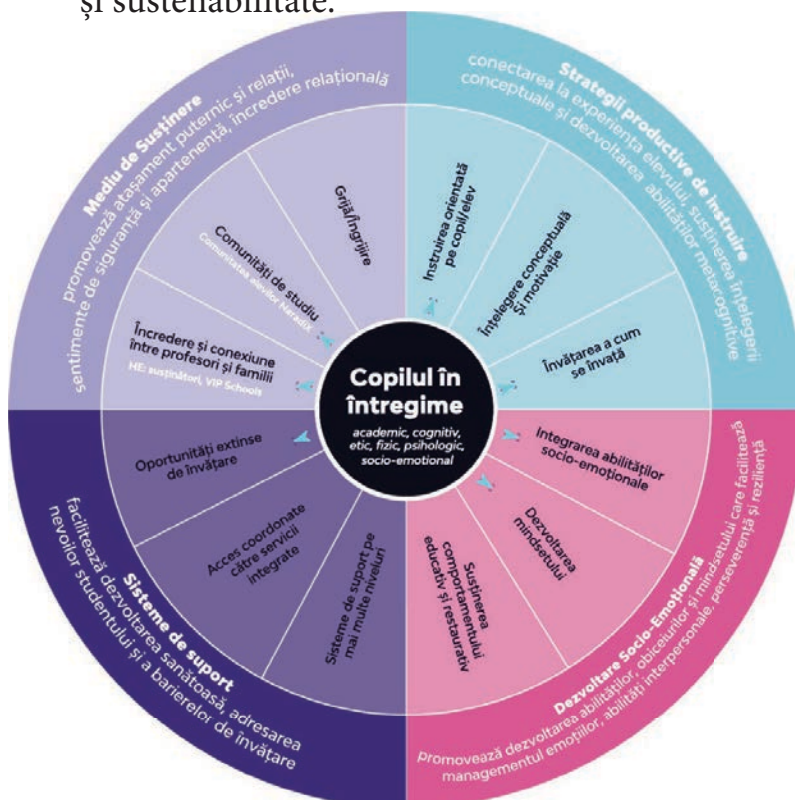 și sustenabilitate.
Mediu de Susținere
promovează atașament puternic și relații,
sentimente de siguranță și apartenență, încredere relațională
Strategii productive de Instruire
conectarea la experiența elevului, susținerea înțelegerii
conceptuale și dezvoltarea abilităților metacognitive
Grijă/Îngrijire
Comunități de studiu
Încredere și conexiune
între profesori și familii
HE: susținători, VIP Schools
Instruirea orientată
pe copil/elev
Înțelegere conceptuală
Și motivație
Învățarea a cum
se învață
Copilul în
întregime
academic, cognitiv,
etic, fizic, psihologic,
socio-emotional
Oportunități extinse
de învățare
Acces coordonate
către servicii
integrate
Sisteme de suport pe
mai multe niveluri
Integrarea abilităților
socio-emoționale
Dezvoltarea
mindsetului
Susținerea
comportamentului
educativ și restaurativ
Sisteme de suport
facilitează dezvoltarea sanătoasă, adresarea
nevoilor studentului și a barierelor de învățare
Dezvoltare Socio-Emoțională
promovează dezvoltarea abilităților, obiceiurilor și mindsetului care facilitează
managementul emoțiilor, abilități interpersonale, perseverență și reziliență